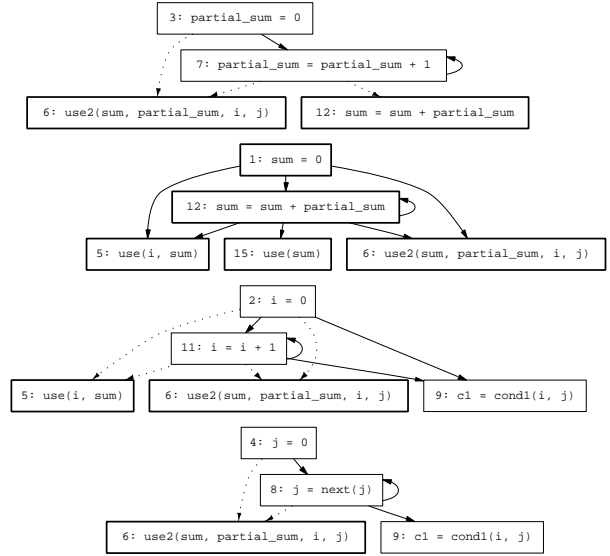 3: partial_sum = 0
7: partial_sum = partial_sum + 1
6: use2(sum, partial_sum, i, j)
12: sum = sum + partial_sum
1: sum = 0
12: sum = sum + partial_sum
5: use(i, sum)
15: use(sum)
6: use2(sum, partial_sum, i, j)
2: i = 0
11: i = i + 1
5: use(i, sum)
6: use2(sum, partial_sum, i, j)
9: c1 = cond1(i, j)
4: j = 0
8: j = next(j)
6: use2(sum, partial_sum, i, j)
9: c1 = cond1(i, j)